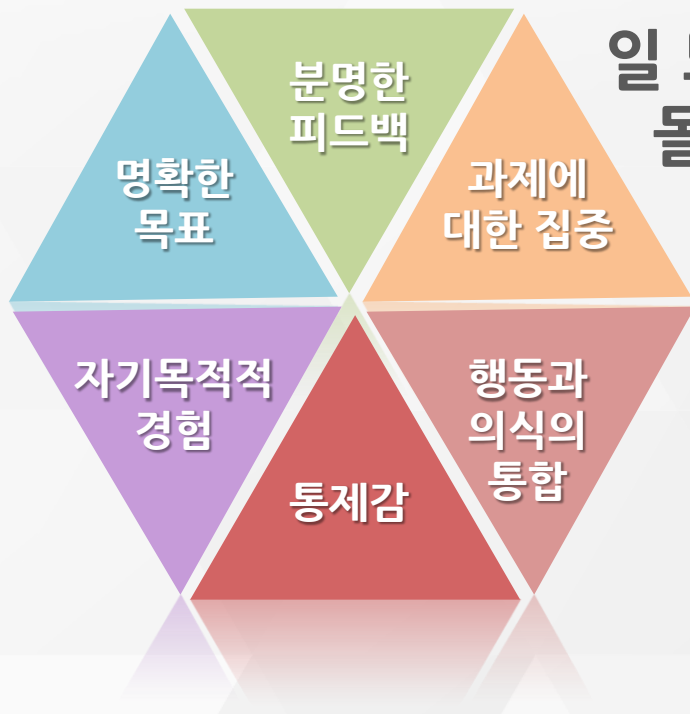 일
분명한
피드백
명확한
목표
과제에
대한 집중
자기목적적
경험
행동과
의식의
통합
통제감